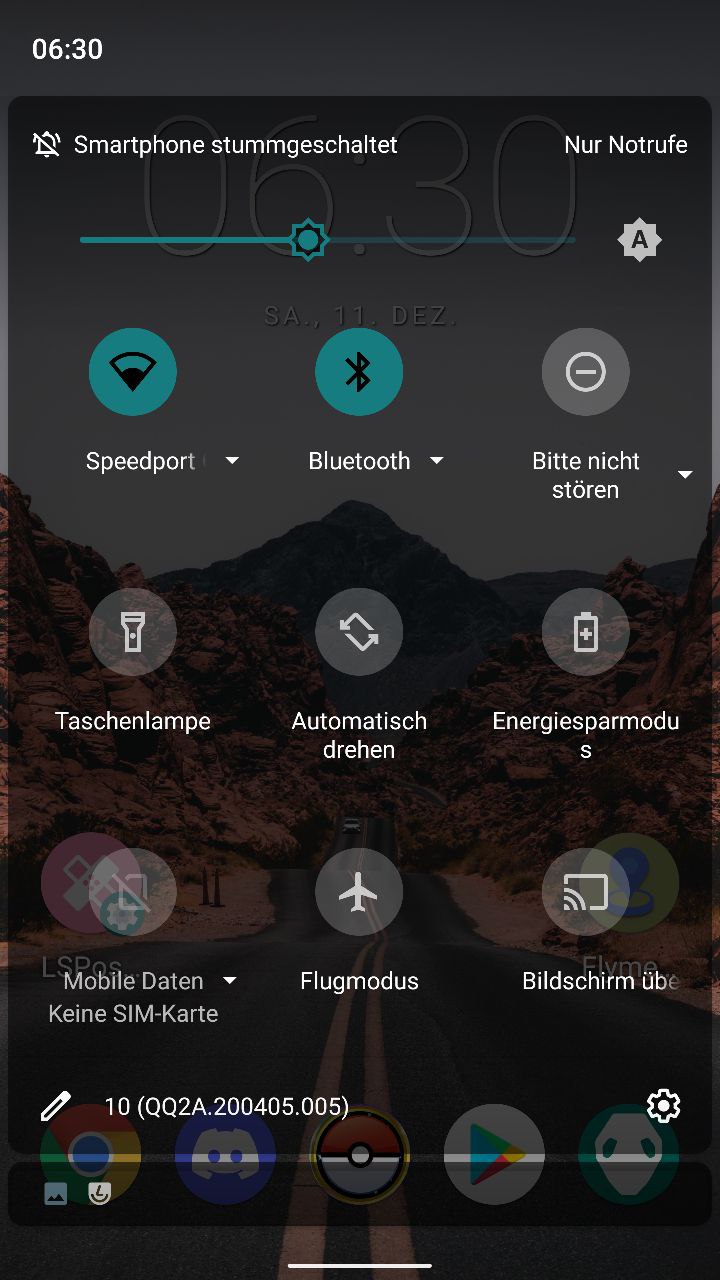 06:30
Smartphone stummgeschaltet
Nur Notrufe
06:30
A
SA., 11. DEZ.
Speedport
Bluetooth
Bitte nicht
stören
Taschenlampe
Automatisch
drehen
Energiesparmodu
s
LSPos...
Flyme...
Mobile Daten
Keine SIM-Karte
Flugmodus
Bildschirm übe
10 (QQ2A.200405.005)